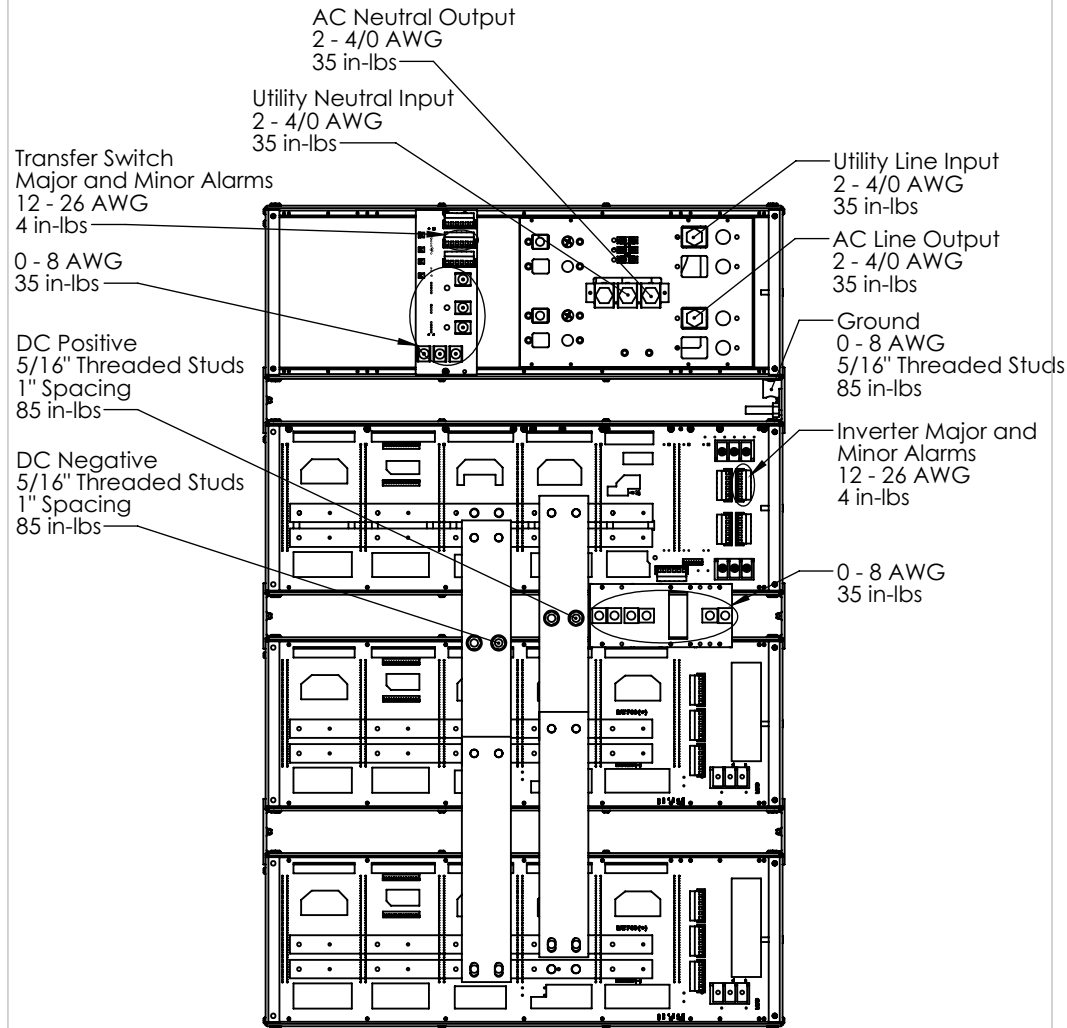 AC Neutral Output
2 - 4/0 AWG
35 in-lbs
Utility Neutral Input
2 - 4/0 AWG
35 in-lbs
Transfer Switch
Major and Minor Alarms
12 - 26 AWG
4 in-lbs
0 - 8 AWG
35 in-lbs
DC Positive
5/16" Threaded Studs
1" Spacing
85 in-lbs
DC Negative
5/16" Threaded Studs
1" Spacing
85 in-lbs
Utility Line Input
2 - 4/0 AWG
35 in-lbs
AC Line Output
2 - 4/0 AWG
35 in-lbs
Ground
0 - 8 AWG
5/16" Threaded Studs
85 in-lbs
Inverter Major and
Minor Alarms
12 - 26 AWG
4 in-lbs
0 - 8 AWG
35 in-lbs